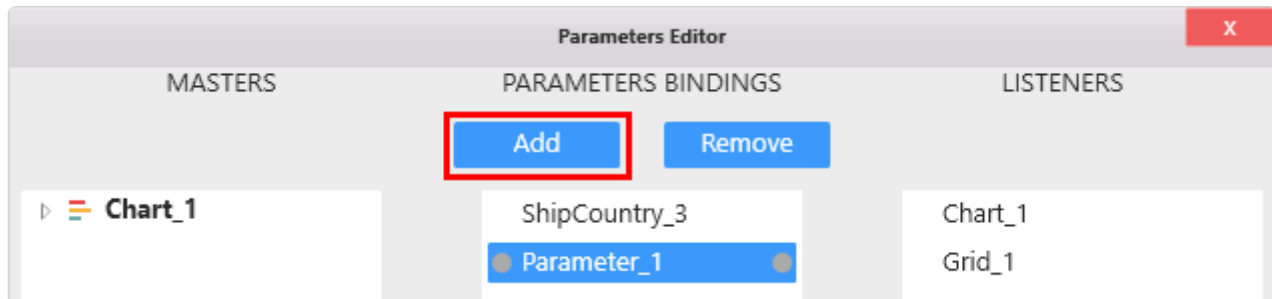 Parameters Editor
X
MASTERS PARAMETERS BINDINGS LISTENERS
Add Remove
Chart_1 ShipCountry_3 Chart_1
Parameter_1 Grid_1